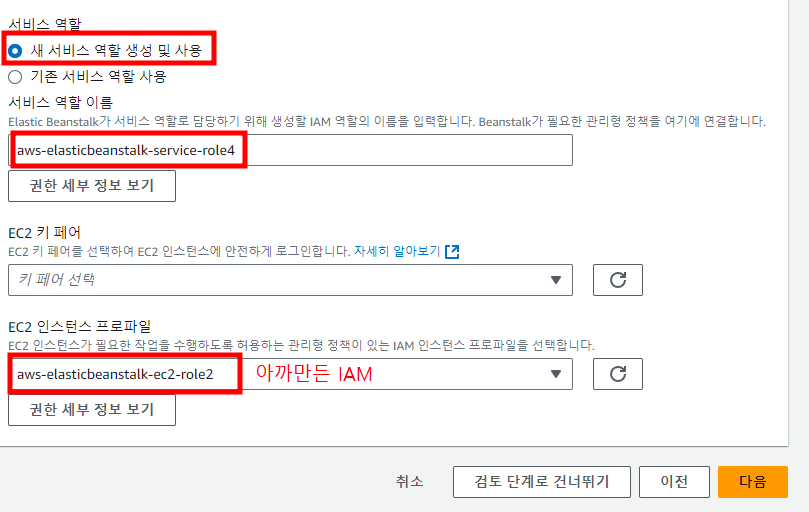 서비스 역할
새 서비스 역할 생성 및 사용
기존 서비스 역할 사용
서비스 역할 이름
Elastic Beanstalk가 서비스 역할로 담당하기 위해 생성할 IAM 역할의 이름을 입력합니다. Beanstalk가 필요한 관리형 정책을 여기에 연결합니다.
aws-elasticbeanstalk-service-role4
권한 세부 정보 보기
EC2 키 페어
EC2 키 페어를 선택하여 EC2 인스턴스에 안전하게 로그인합니다. 자세히 알아보기
키 페어 선택
EC2 인스턴스 프로파일
EC2 인스턴스가 필요한 작업을 수행하도록 허용하는 관리형 정책이 있는 IAM 인스턴스 프로파일을 선택합니다.
aws-elasticbeanstalk-ec2-role2 아까만든 IAM
권한 세부 정보 보기
취소 검토 단계로 건너뛰기 이전 다음